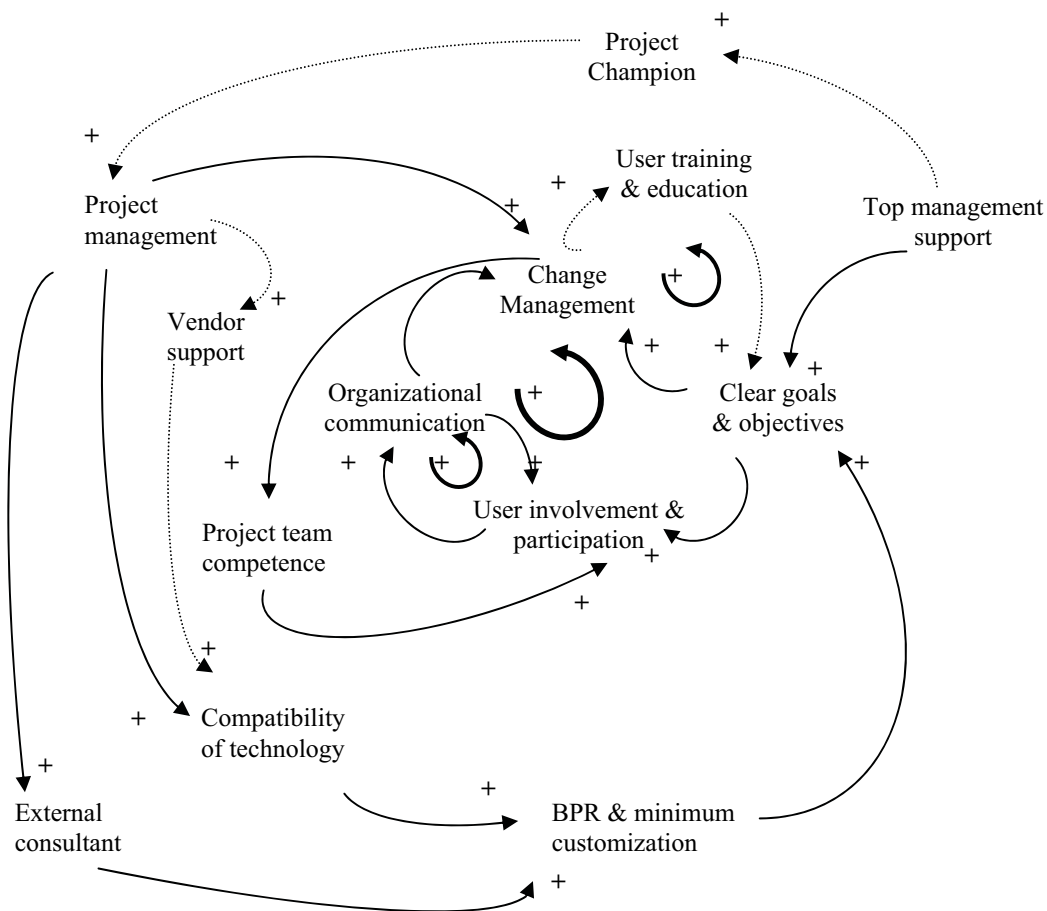 +
Project
Champion
+
User training
& education
+
+
Project
management
Top management
support
Change
Management
+
+
Vendor
support
+
+
+
Organizational
communication
+
Clear goals
& objectives
+
+
+
+
+
User involvement &
participation
+
Project team
competence
+
+
+
Compatibility
of technology
+
+
External
consultant
BPR & minimum
customization
+